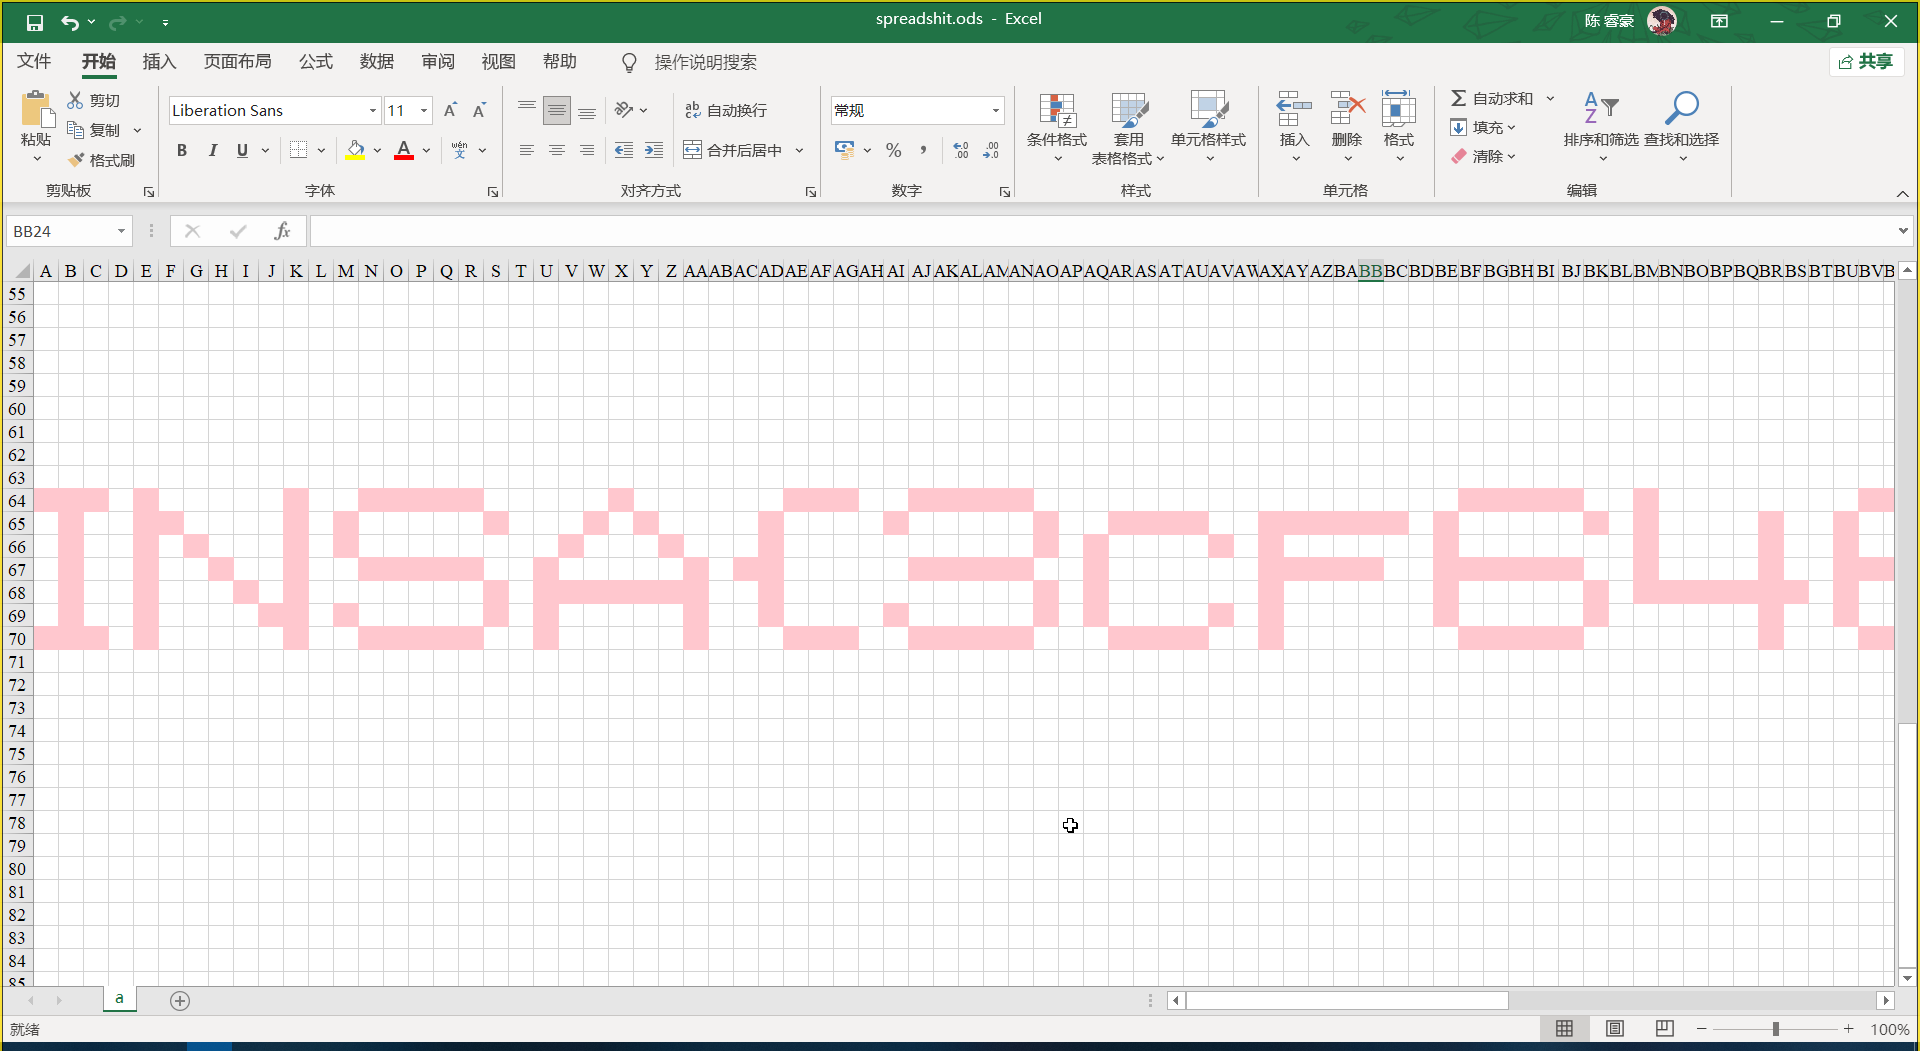 spreadshit.ods - Excel
陈 睿豪
文件 开始 插入 页面布局 公式 数据 审阅 视图 帮助 操作说明搜索 共享
粘贴 剪切 复制 格式刷 剪贴板
Liberation Sans 11 B I U A wén 文 字体
ab 自动换行 合并后居中 对齐方式
常规 % , 数字
条件格式 套用表格格式 单元格样式 样式
插入 删除 格式 单元格
自动求和 填充 清除 排序和筛选 查找和选择 编辑
BB24 fx
A B C D E F G H I J K L M N O P Q R S T U V W X Y Z AA AB AC AD AE AF AG AH AI AJ AK AL AM AN AO AP AQ AR AS AT AU AV AW AX AY AZ BA BB BC BD BE BF BG BH BI BJ BK BL BM BN BO BP BQ BR BS BT BU BV
55
56
57
58
59
60
61
62
63
64
65
66
67
68
69
70
71
72
73
74
75
76
77
78
79
80
81
82
83
84
85
INSA{3CF64
a
就绪
100%